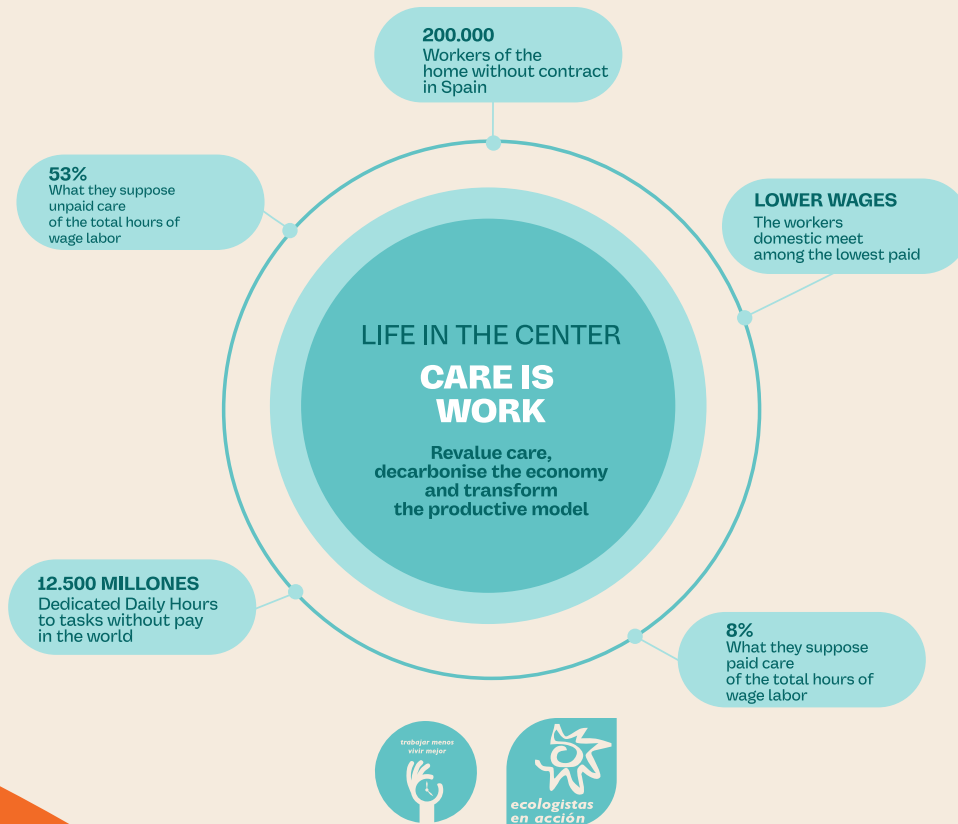 200.000
Workers of the
home without contract
in Spain
53%
What they suppose
unpaid care
of the total hours of
wage labor
LOWER WAGES
The workers
domestic meet
among the lowest paid
LIFE IN THE CENTER
CARE IS
WORK
Revalue care,
decarbonise the economy
and transform
the productive model
12.500 MILLONES
Dedicated Daily Hours
to tasks without pay
in the world
8%
What they suppose
paid care
of the total hours of
wage labor
trabajar menos
vivir mejor
ecologistas
en acción